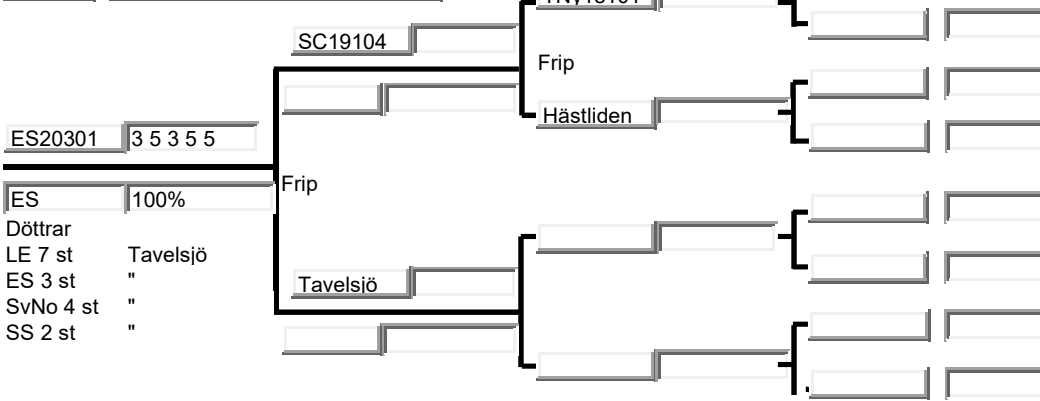 SC19104
Frip
Hästliden
ES20301 3 5 3 5 5
Frip
ES 100%
Döttrar
LE 7 st Tavelsjö
ES 3 st "
Tavelsjö
SvNo 4 st "
SS 2 st "